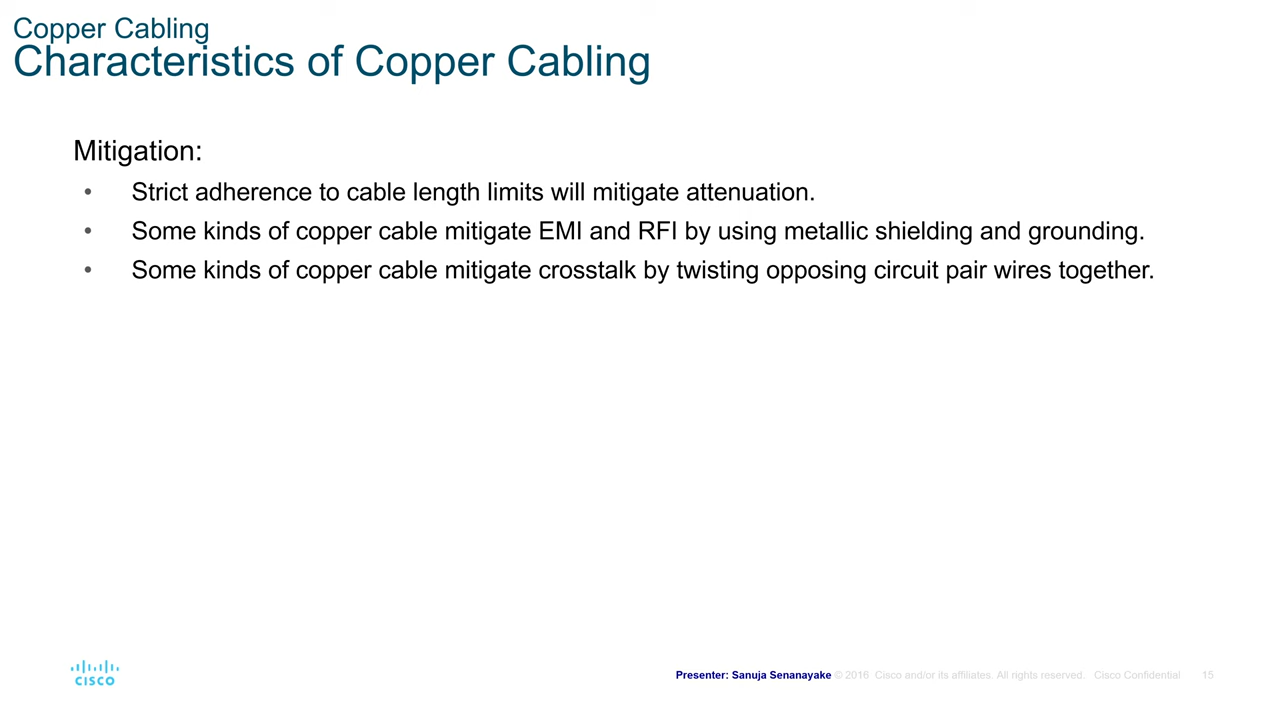 Copper Cabling
Characteristics of Copper Cabling
Mitigation:
• Strict adherence to cable length limits will mitigate attenuation.
• Some kinds of copper cable mitigate EMI and RFI by using metallic shielding and grounding.
• Some kinds of copper cable mitigate crosstalk by twisting opposing circuit pair wires together.
CISCO
Presenter: Sanuja Senanayake © 2016 Cisco and/or its affiliates. All rights reserved. Cisco Confidential 15